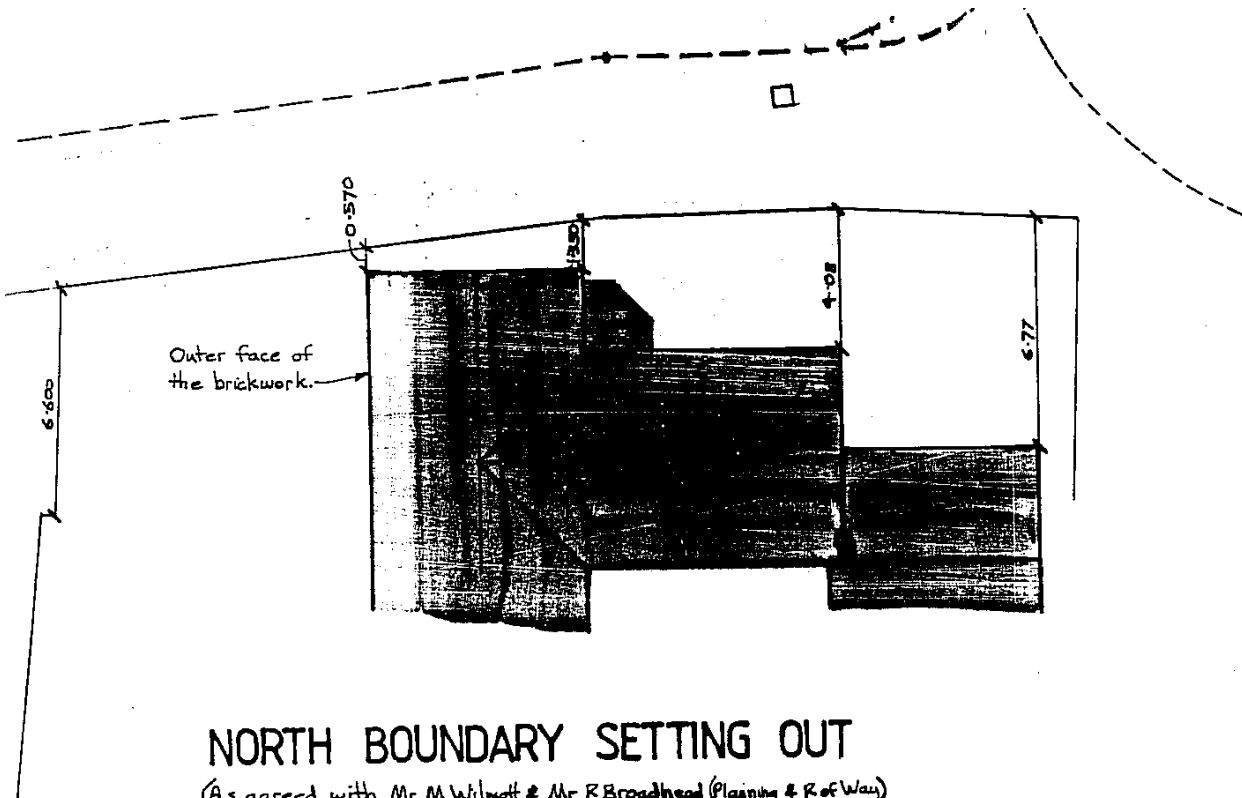 0·570
1·350
4·08
6·77
6·600
Outer face of
the brickwork.
NORTH BOUNDARY SETTING OUT
(As agreed with Mr M Wilmott & Mr R Broadhead (Planning & R of Way)